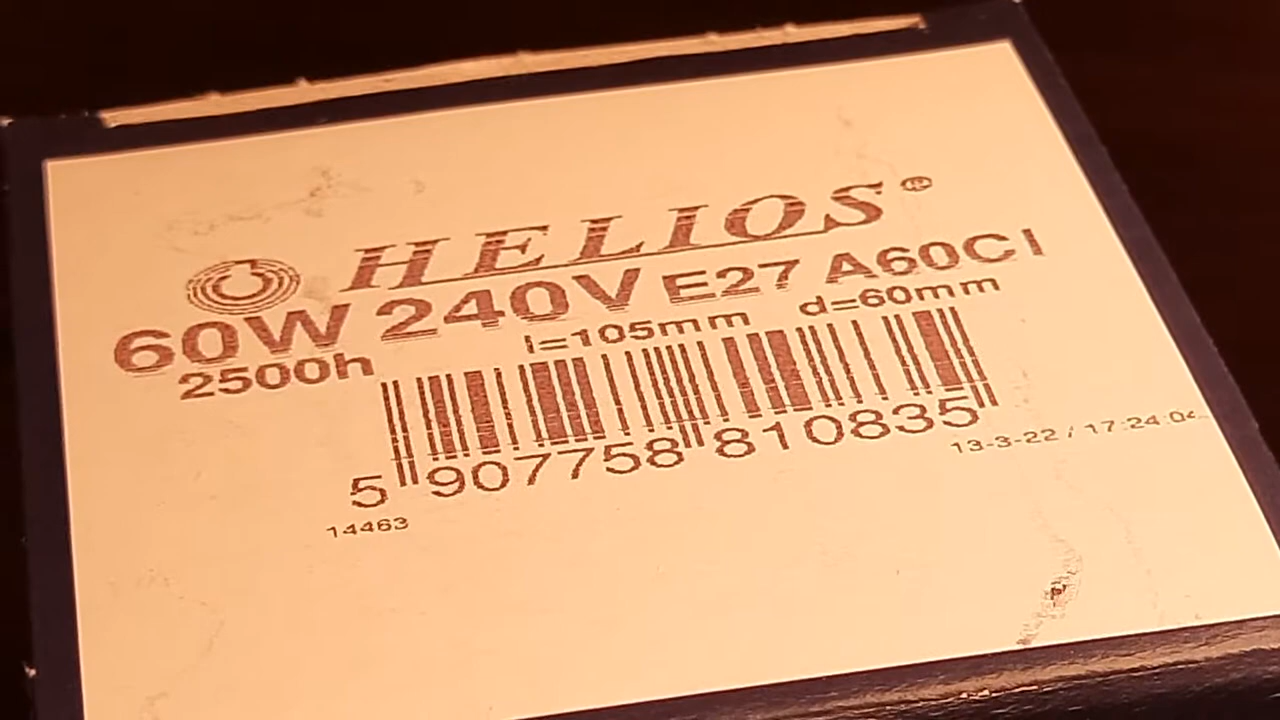 HELIOS®
60W 240V E27 A60CI
2500h l=105mm d=60mm
5 907758 810835
13-3-22 / 17:24:04
14463